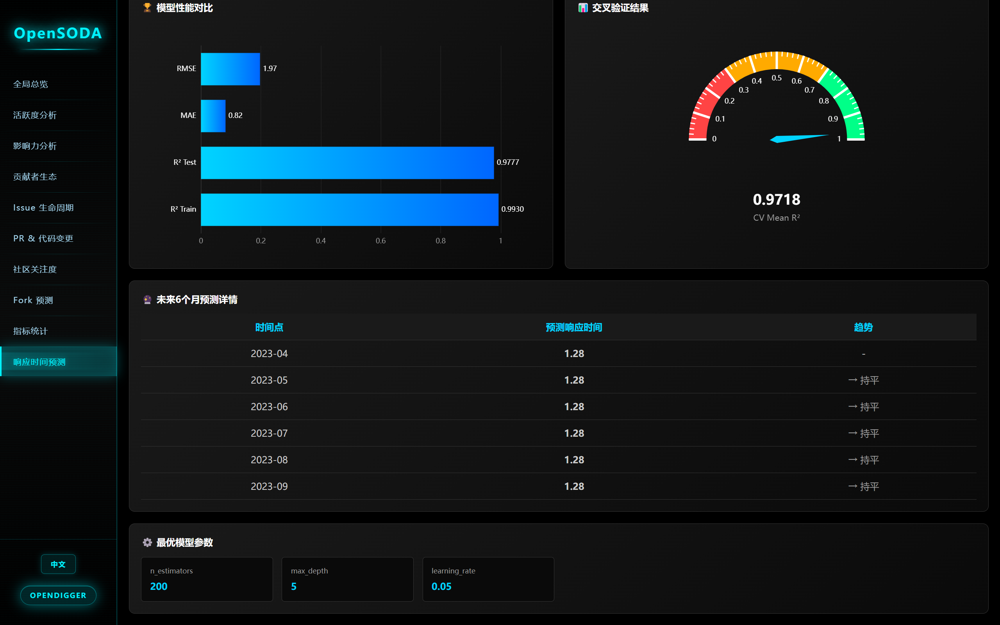 OpenSODA
全局总览
活跃度分析
影响力分析
贡献者生态
Issue 生命周期
PR & 代码变更
社区关注度
Fork 预测
指标统计
响应时间预测
中文
OPENDIGGER
模型性能对比
RMSE
1.97
MAE
0.82
R² Test
0.9777
R² Train
0.9930
0
0.2
0.4
0.6
0.8
1
交叉验证结果
0
0.1
0.2
0.3
0.4
0.5
0.6
0.7
0.8
0.9
1
0.9718
CV Mean R²
未来6个月预测详情
时间点 预测响应时间 趋势
2023-04 1.28 -
2023-05 1.28 → 持平
2023-06 1.28 → 持平
2023-07 1.28 → 持平
2023-08 1.28 → 持平
2023-09 1.28 → 持平
最优模型参数
n_estimators
200
max_depth
5
learning_rate
0.05